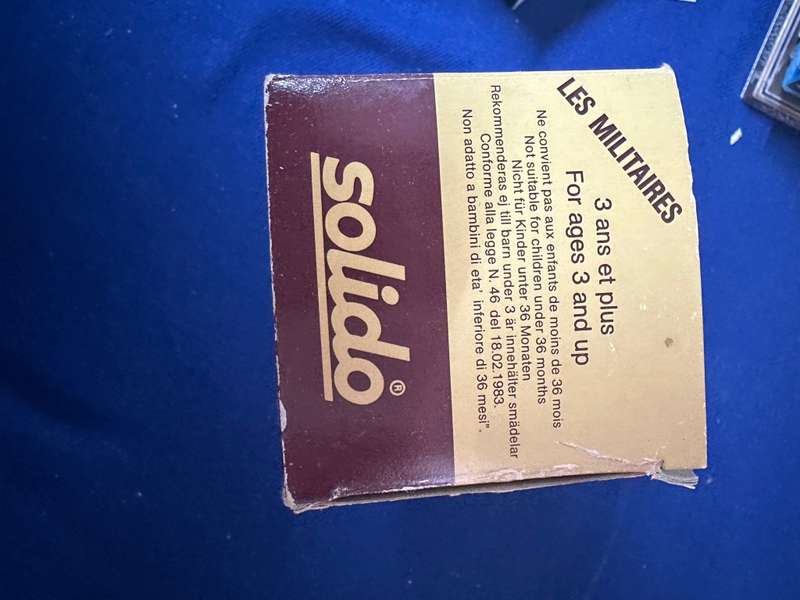 LES MILITAIRES
3 ans et plus
For ages 3 and up
Ne convient pas aux enfants de moins de 36 mois
Not suitable for children under 36 months
Nicht für Kinder unter 36 Monaten
Rekommenderas ej till barn under 3 är innehälter smädelar
Conforme alla legge N. 46 del 18.02.1983.
Non adatto a bambini di eta' inferiore di 36 mesi".
solido®